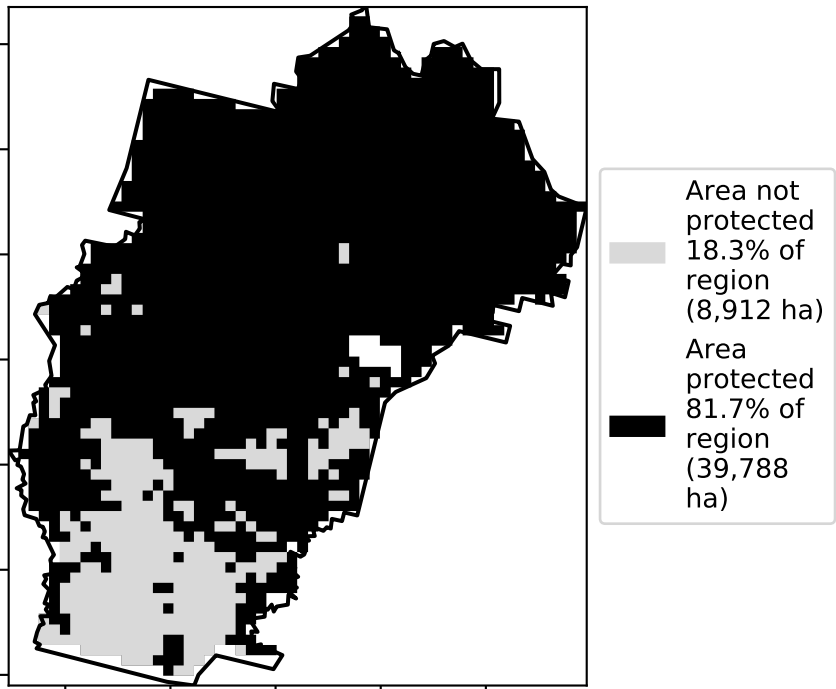 Area not
protected
18.3% of
region
(8,912 ha)
Area
protected
81.7% of
region
(39,788
ha)